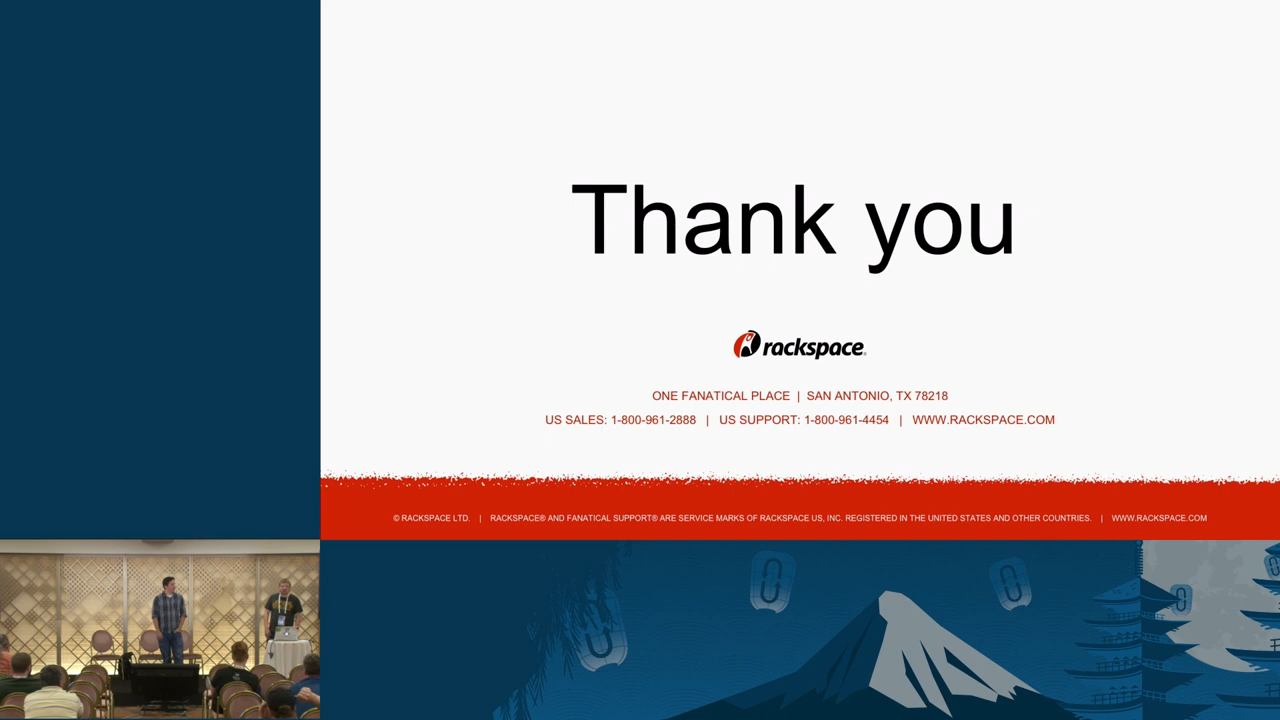 Thank you
rackspace®
ONE FANATICAL PLACE | SAN ANTONIO, TX 78218
US SALES: 1-800-961-2888 | US SUPPORT: 1-800-961-4454 | WWW.RACKSPACE.COM
© RACKSPACE LTD. | RACKSPACE® AND FANATICAL SUPPORT® ARE SERVICE MARKS OF RACKSPACE US, INC. REGISTERED IN THE UNITED STATES AND OTHER COUNTRIES. | WWW.RACKSPACE.COM